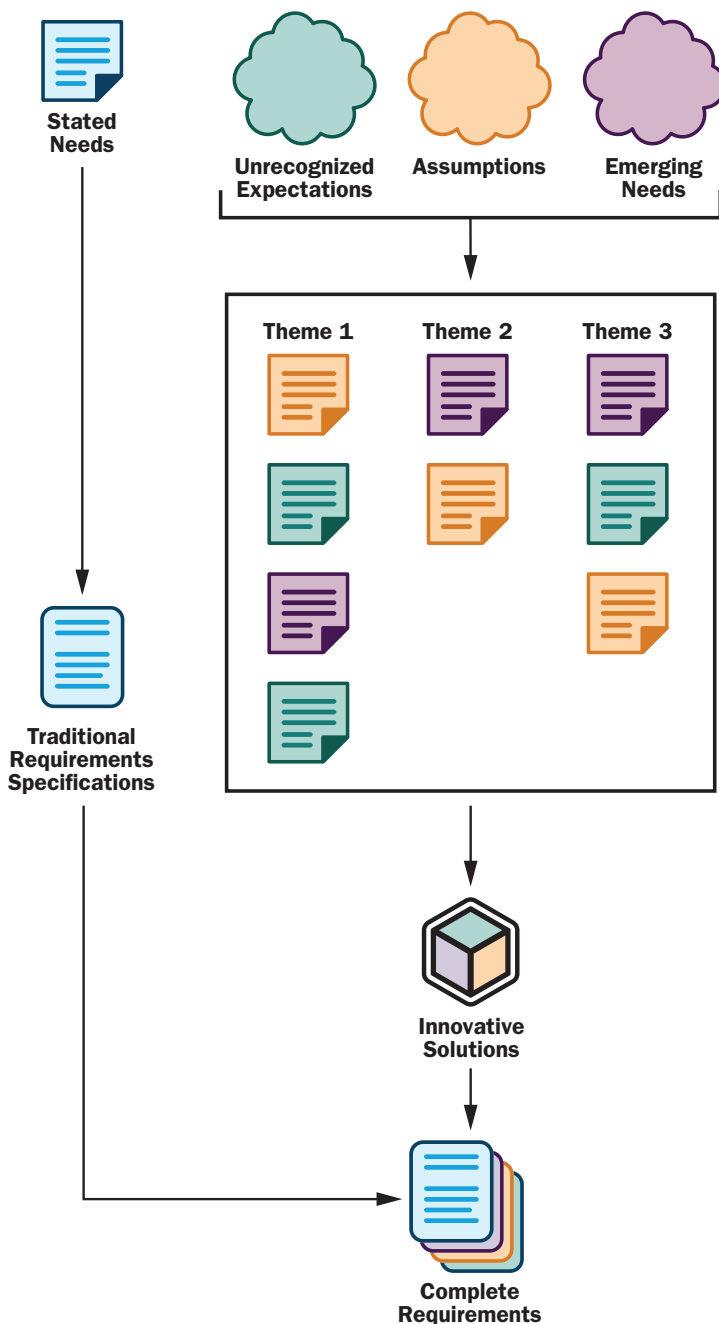 Stated
Needs
Unrecognized
Expectations
Assumptions
Emerging
Needs
Theme 1
Theme 2
Theme 3
Traditional
Requirements
Specifications
Innovative
Solutions
Complete
Requirements